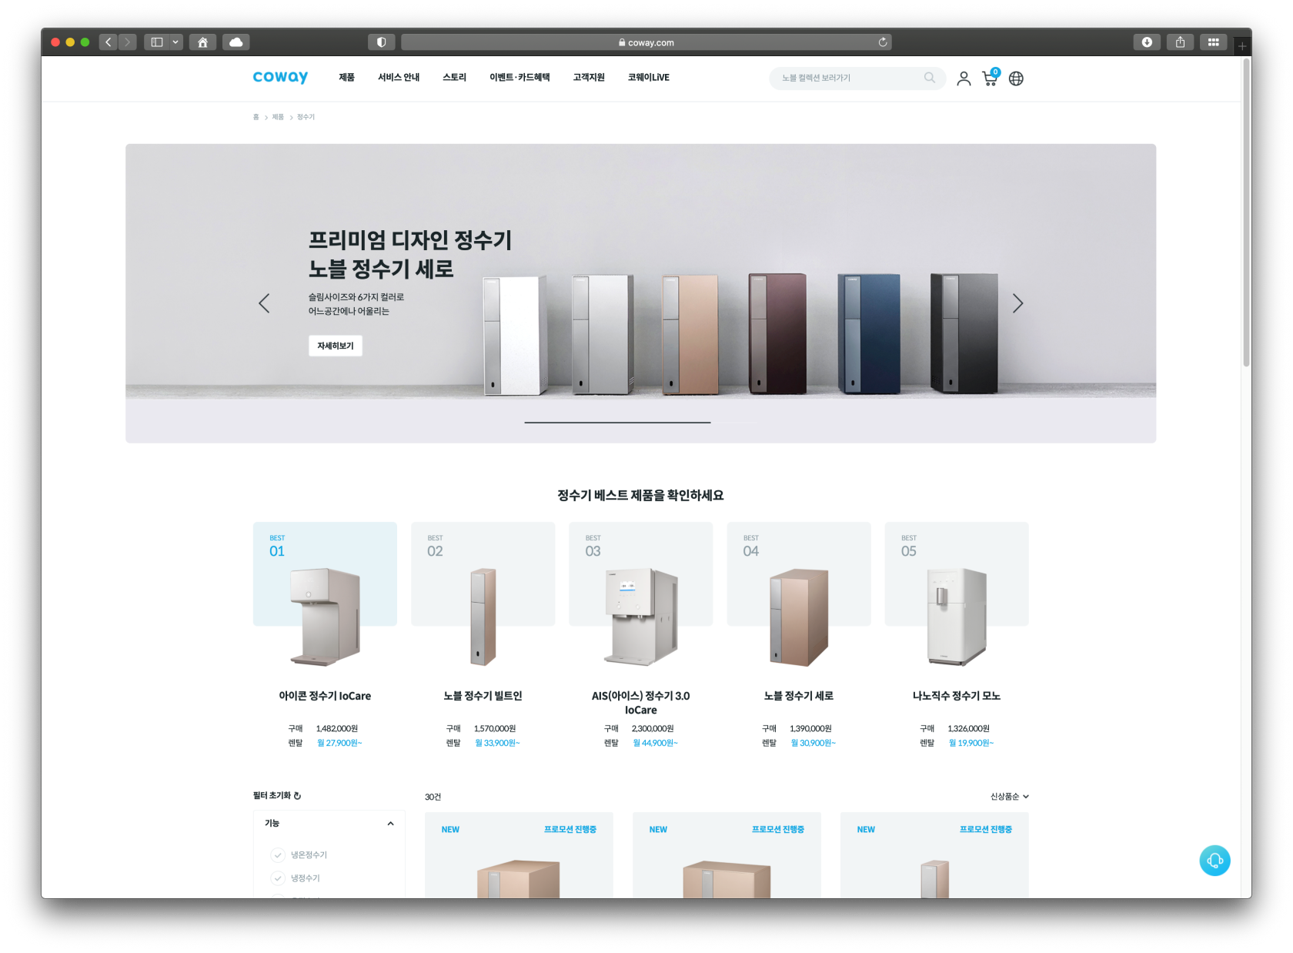 coway.com
coway
제품
서비스 안내
스토리
이벤트·카드혜택
고객지원
코웨이LiVE
노블 컬렉션 보러가기
0
홈 > 제품 > 정수기
프리미엄 디자인 정수기
노블 정수기 세로
슬림사이즈와 6가지 컬러로
어느공간에나 어울리는
자세히보기
정수기 베스트 제품을 확인하세요
BEST
01
아이콘 정수기 IoCare
구매 1,482,000원
렌탈 월 27,900원~
BEST
02
노블 정수기 빌트인
구매 1,570,000원
렌탈 월 33,900원~
BEST
03
AIS(아이스) 정수기 3.0
IoCare
구매 2,300,000원
렌탈 월 44,900원~
BEST
04
노블 정수기 세로
구매 1,390,000원
렌탈 월 30,900원~
BEST
05
나노직수 정수기 모노
구매 1,326,000원
렌탈 월 19,900원~
필터 초기화
30건
신상품순
기능
냉온정수기
냉정수기
NEW 프로모션 진행중
NEW 프로모션 진행중
NEW 프로모션 진행중